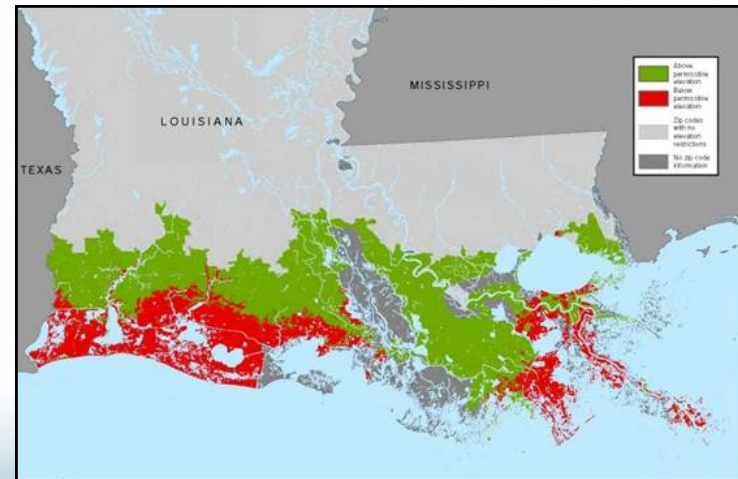 MISSISSIPPI
LOUISIANA
TEXAS
Above
permissible
elevation
Below
permissible
elevation
Zip codes
with no
elevation
restrictions
No zip code
information